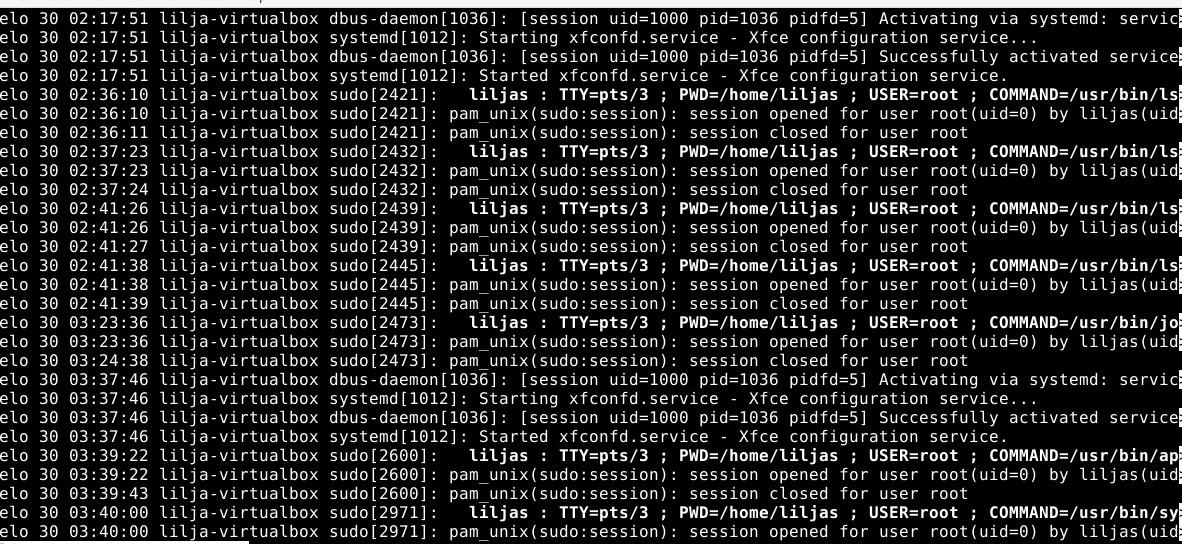 elo 30 02:17:51 lilja-virtualbox dbus-daemon[1036]: [session uid=1000 pid=1036 pidfd=5] Activating via systemd: servic>
elo 30 02:17:51 lilja-virtualbox systemd[1012]: Starting xfconfd.service - Xfce configuration service...
elo 30 02:17:51 lilja-virtualbox dbus-daemon[1036]: [session uid=1000 pid=1036 pidfd=5] Successfully activated service>
elo 30 02:17:51 lilja-virtualbox systemd[1012]: Started xfconfd.service - Xfce configuration service.
elo 30 02:36:10 lilja-virtualbox sudo[2421]:   liljas : TTY=pts/3 ; PWD=/home/liljas ; USER=root ; COMMAND=/usr/bin/ls>
elo 30 02:36:10 lilja-virtualbox sudo[2421]: pam_unix(sudo:session): session opened for user root(uid=0) by liljas(uid>
elo 30 02:36:11 lilja-virtualbox sudo[2421]: pam_unix(sudo:session): session closed for user root
elo 30 02:37:23 lilja-virtualbox sudo[2432]:   liljas : TTY=pts/3 ; PWD=/home/liljas ; USER=root ; COMMAND=/usr/bin/ls>
elo 30 02:37:23 lilja-virtualbox sudo[2432]: pam_unix(sudo:session): session opened for user root(uid=0) by liljas(uid>
elo 30 02:37:24 lilja-virtualbox sudo[2432]: pam_unix(sudo:session): session closed for user root
elo 30 02:41:26 lilja-virtualbox sudo[2439]:   liljas : TTY=pts/3 ; PWD=/home/liljas ; USER=root ; COMMAND=/usr/bin/ls>
elo 30 02:41:26 lilja-virtualbox sudo[2439]: pam_unix(sudo:session): session opened for user root(uid=0) by liljas(uid>
elo 30 02:41:27 lilja-virtualbox sudo[2439]: pam_unix(sudo:session): session closed for user root
elo 30 02:41:38 lilja-virtualbox sudo[2445]:   liljas : TTY=pts/3 ; PWD=/home/liljas ; USER=root ; COMMAND=/usr/bin/ls>
elo 30 02:41:38 lilja-virtualbox sudo[2445]: pam_unix(sudo:session): session opened for user root(uid=0) by liljas(uid>
elo 30 02:41:39 lilja-virtualbox sudo[2445]: pam_unix(sudo:session): session closed for user root
elo 30 03:23:36 lilja-virtualbox sudo[2473]:   liljas : TTY=pts/3 ; PWD=/home/liljas ; USER=root ; COMMAND=/usr/bin/jo>
elo 30 03:23:36 lilja-virtualbox sudo[2473]: pam_unix(sudo:session): session opened for user root(uid=0) by liljas(uid>
elo 30 03:24:38 lilja-virtualbox sudo[2473]: pam_unix(sudo:session): session closed for user root
elo 30 03:37:46 lilja-virtualbox dbus-daemon[1036]: [session uid=1000 pid=1036 pidfd=5] Activating via systemd: servic>
elo 30 03:37:46 lilja-virtualbox systemd[1012]: Starting xfconfd.service - Xfce configuration service...
elo 30 03:37:46 lilja-virtualbox dbus-daemon[1036]: [session uid=1000 pid=1036 pidfd=5] Successfully activated service>
elo 30 03:37:46 lilja-virtualbox systemd[1012]: Started xfconfd.service - Xfce configuration service.
elo 30 03:39:22 lilja-virtualbox sudo[2600]:   liljas : TTY=pts/3 ; PWD=/home/liljas ; USER=root ; COMMAND=/usr/bin/ap>
elo 30 03:39:22 lilja-virtualbox sudo[2600]: pam_unix(sudo:session): session opened for user root(uid=0) by liljas(uid>
elo 30 03:39:43 lilja-virtualbox sudo[2600]: pam_unix(sudo:session): session closed for user root
elo 30 03:40:00 lilja-virtualbox sudo[2971]:   liljas : TTY=pts/3 ; PWD=/home/liljas ; USER=root ; COMMAND=/usr/bin/sy>
elo 30 03:40:00 lilja-virtualbox sudo[2971]: pam_unix(sudo:session): session opened for user root(uid=0) by liljas(uid>